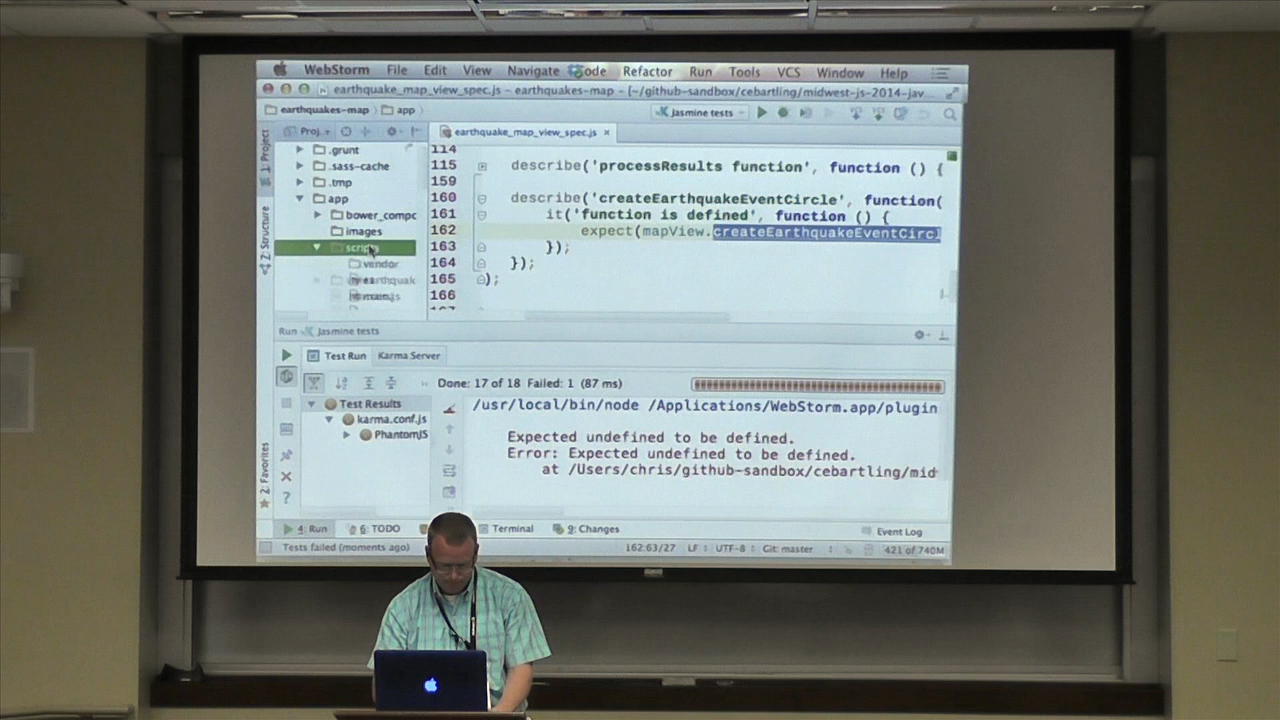 WebStorm File Edit View Navigate Code Refactor Run Tools VCS Window Help
earthquake_map_view_spec.js – earthquakes-map – [~/github-sandbox/cebartling/midwest-js-2014-jav
earthquakes-map app Jasmine tests
1: Project
Proj..
earthquake_map_view_spec.js
.grunt
.sass-cache
.tmp
app
bower_compc
images
scripts
vendor
earthquak
main.js
2: Structure
114
115 describe('processResults function', function () {
159
160 describe('createEarthquakeEventCircle', function(
161 it('function is defined', function () {
162 expect(mapView.createEarthquakeEventCircl
163 });
164 });
165 );
166
Run Jasmine tests
Test Run Karma Server
Done: 17 of 18 Failed: 1 (87 ms)
Test Results
karma.conf.js
PhantomJS
/usr/local/bin/node /Applications/WebStorm.app/plugin
Expected undefined to be defined.
Error: Expected undefined to be defined.
at /Users/chris/github-sandbox/cebartling/mid
2: Favorites
4: Run 6: TODO Terminal 9: Changes Event Log
Tests failed (moments ago) 162:63/27 LF UTF-8 Git: master 421 of 740M